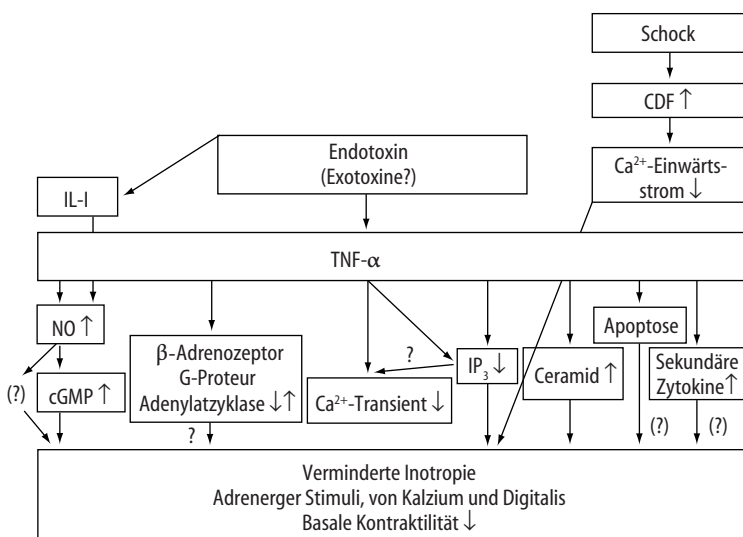 Schock
CDF ↑
Endotoxin
(Exotoxine?)
Ca²⁺-Einwärts-
strom ↓
IL-I
TNF-α
NO ↑
β-Adrenozeptor
G-Proteur
Adenylatzyklase ↓↑
?
IP₃ ↓
Ca²⁺-Transient ↓
Ceramid ↑
Apoptose
Sekundäre
Zytokine ↑
(?)
cGMP ↑
?
(?)
(?)
Verminderte Inotropie
Adrenerger Stimuli, von Kalzium und Digitalis
Basale Kontraktilität ↓